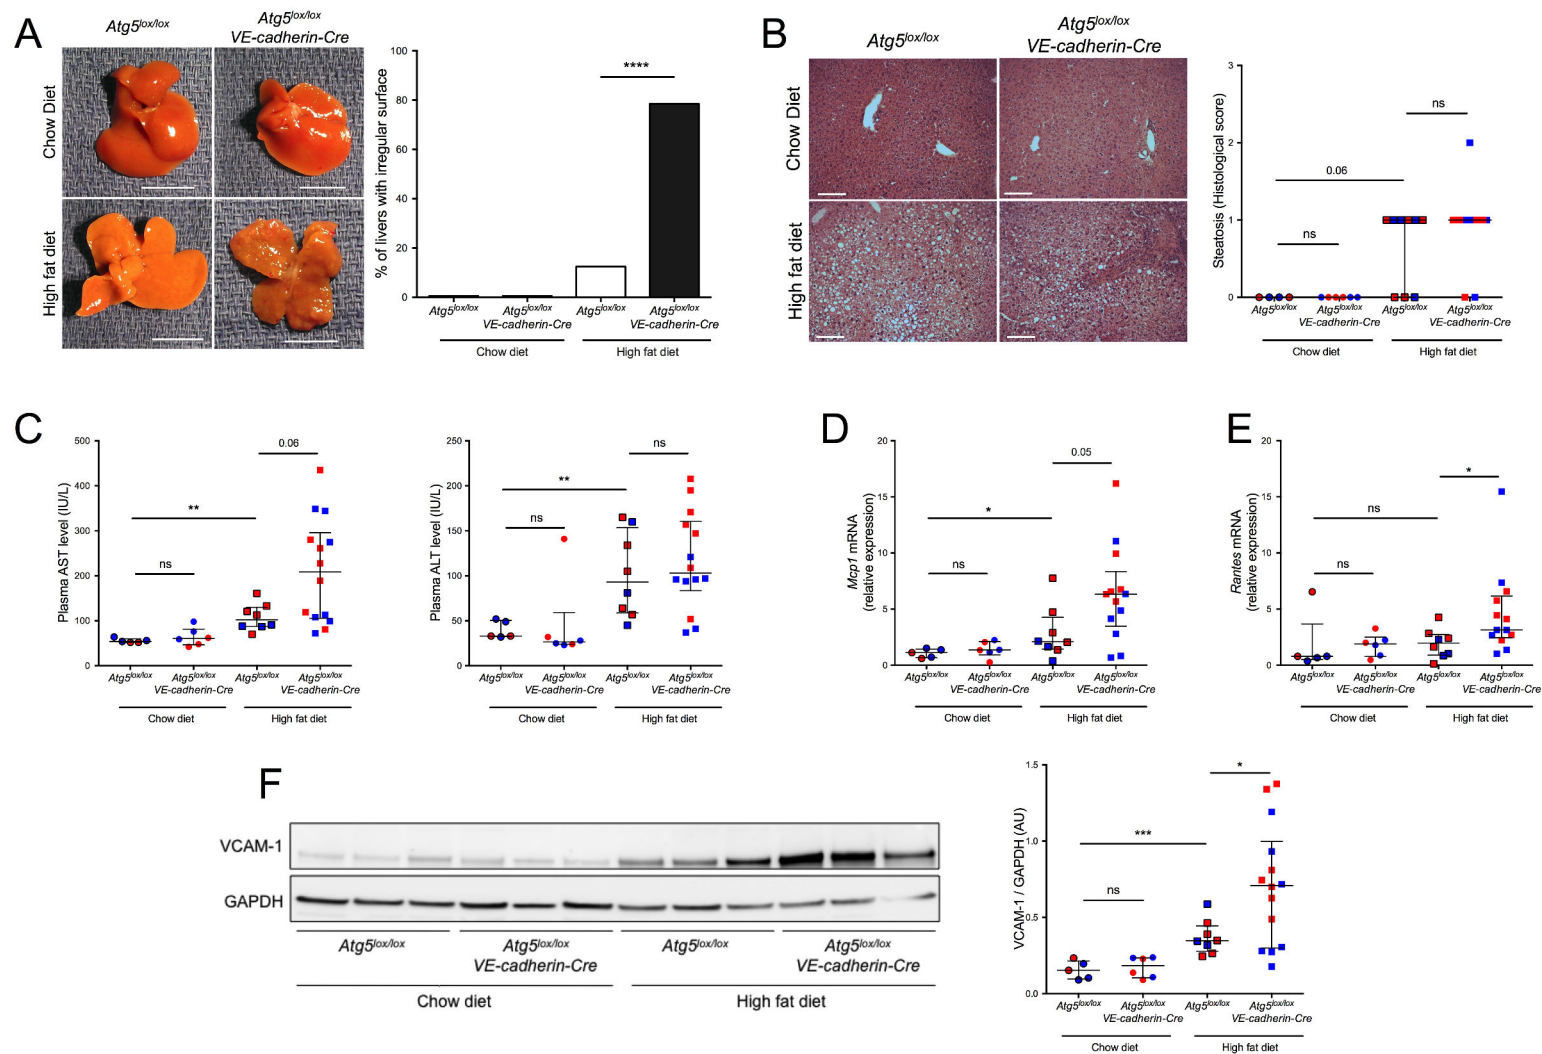 A
Atg5lox/lox
Atg5lox/lox
VE-cadherin-Cre
Chow Diet
High fat diet
% of livers with irregular surface
100
80
60
40
20
0
****
Atg5lox/lox
Atg5lox/lox
VE-cadherin-Cre
Atg5lox/lox
Atg5lox/lox
VE-cadherin-Cre
Chow diet
High fat diet
B
Atg5lox/lox
Atg5lox/lox
VE-cadherin-Cre
Chow Diet
High fat diet
Steatosis (Histological score)
3
2
1
0
ns
0.06
ns
Atg5lox/lox
Atg5lox/lox
VE-cadherin-Cre
Atg5lox/lox
Atg5lox/lox
VE-cadherin-Cre
Chow diet
High fat diet
C
Plasma AST level (IU/L)
500
400
300
200
100
0
0.06
**
ns
Atg5lox/lox
Atg5lox/lox
VE-cadherin-Cre
Atg5lox/lox
Atg5lox/lox
VE-cadherin-Cre
Chow diet
High fat diet
Plasma ALT level (IU/L)
250
200
150
100
50
0
ns
**
ns
Atg5lox/lox
Atg5lox/lox
VE-cadherin-Cre
Atg5lox/lox
Atg5lox/lox
VE-cadherin-Cre
Chow diet
High fat diet
D
Mcp1 mRNA
(relative expression)
20
15
10
5
0
0.05
*
ns
Atg5lox/lox
Atg5lox/lox
VE-cadherin-Cre
Atg5lox/lox
Atg5lox/lox
VE-cadherin-Cre
Chow diet
High fat diet
E
Rantes mRNA
(relative expression)
20
15
10
5
0
*
ns
ns
Atg5lox/lox
Atg5lox/lox
VE-cadherin-Cre
Atg5lox/lox
Atg5lox/lox
VE-cadherin-Cre
Chow diet
High fat diet
F
VCAM-1
GAPDH
Atg5lox/lox
Atg5lox/lox
VE-cadherin-Cre
Atg5lox/lox
Atg5lox/lox
VE-cadherin-Cre
Chow diet
High fat diet
VCAM-1 / GAPDH (AU)
1.5
1.0
0.5
0.0
*
***
ns
Atg5lox/lox
Atg5lox/lox
VE-cadherin-Cre
Atg5lox/lox
Atg5lox/lox
VE-cadherin-Cre
Chow diet
High fat diet